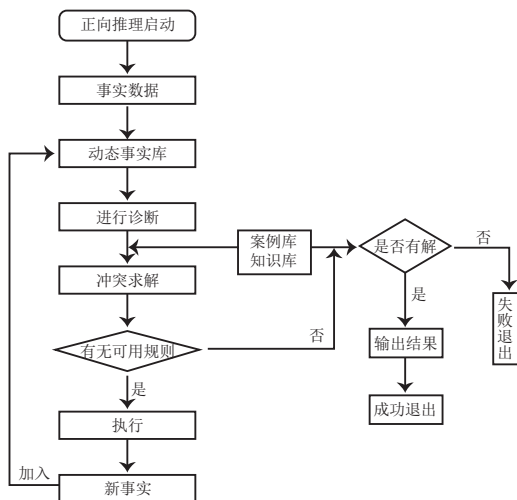 正向推理启动
事实数据
动态事实库
进行诊断
案例库
知识库
是否有解
否
冲突求解
是
失败退出
有无可用规则
否
输出结果
是
成功退出
执行
加入
新事实